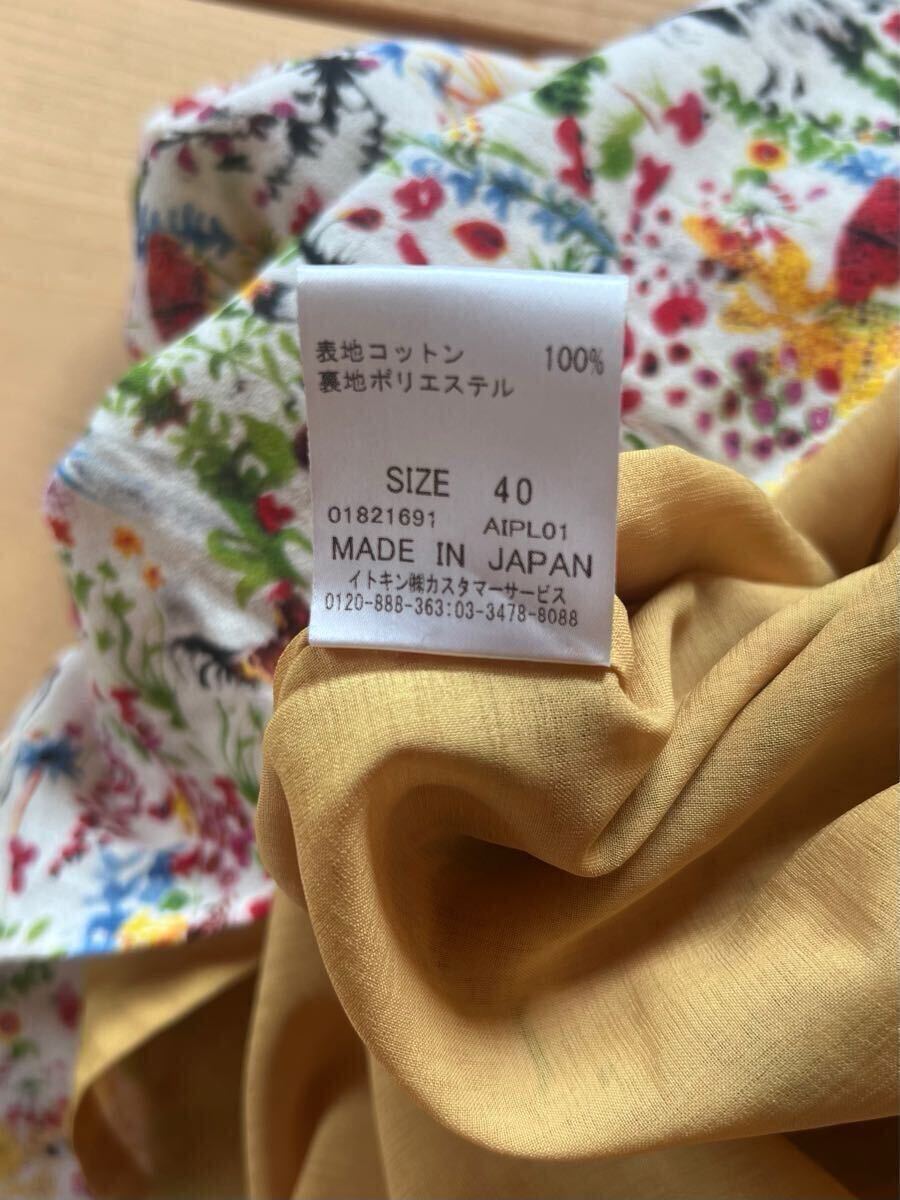 表地コットン 100%
裏地ポリエステル
SIZE 40
01821691 AIPL01
MADE IN JAPAN
イトキン㈱カスタマーサービス
0120-888-363:03-3478-8088